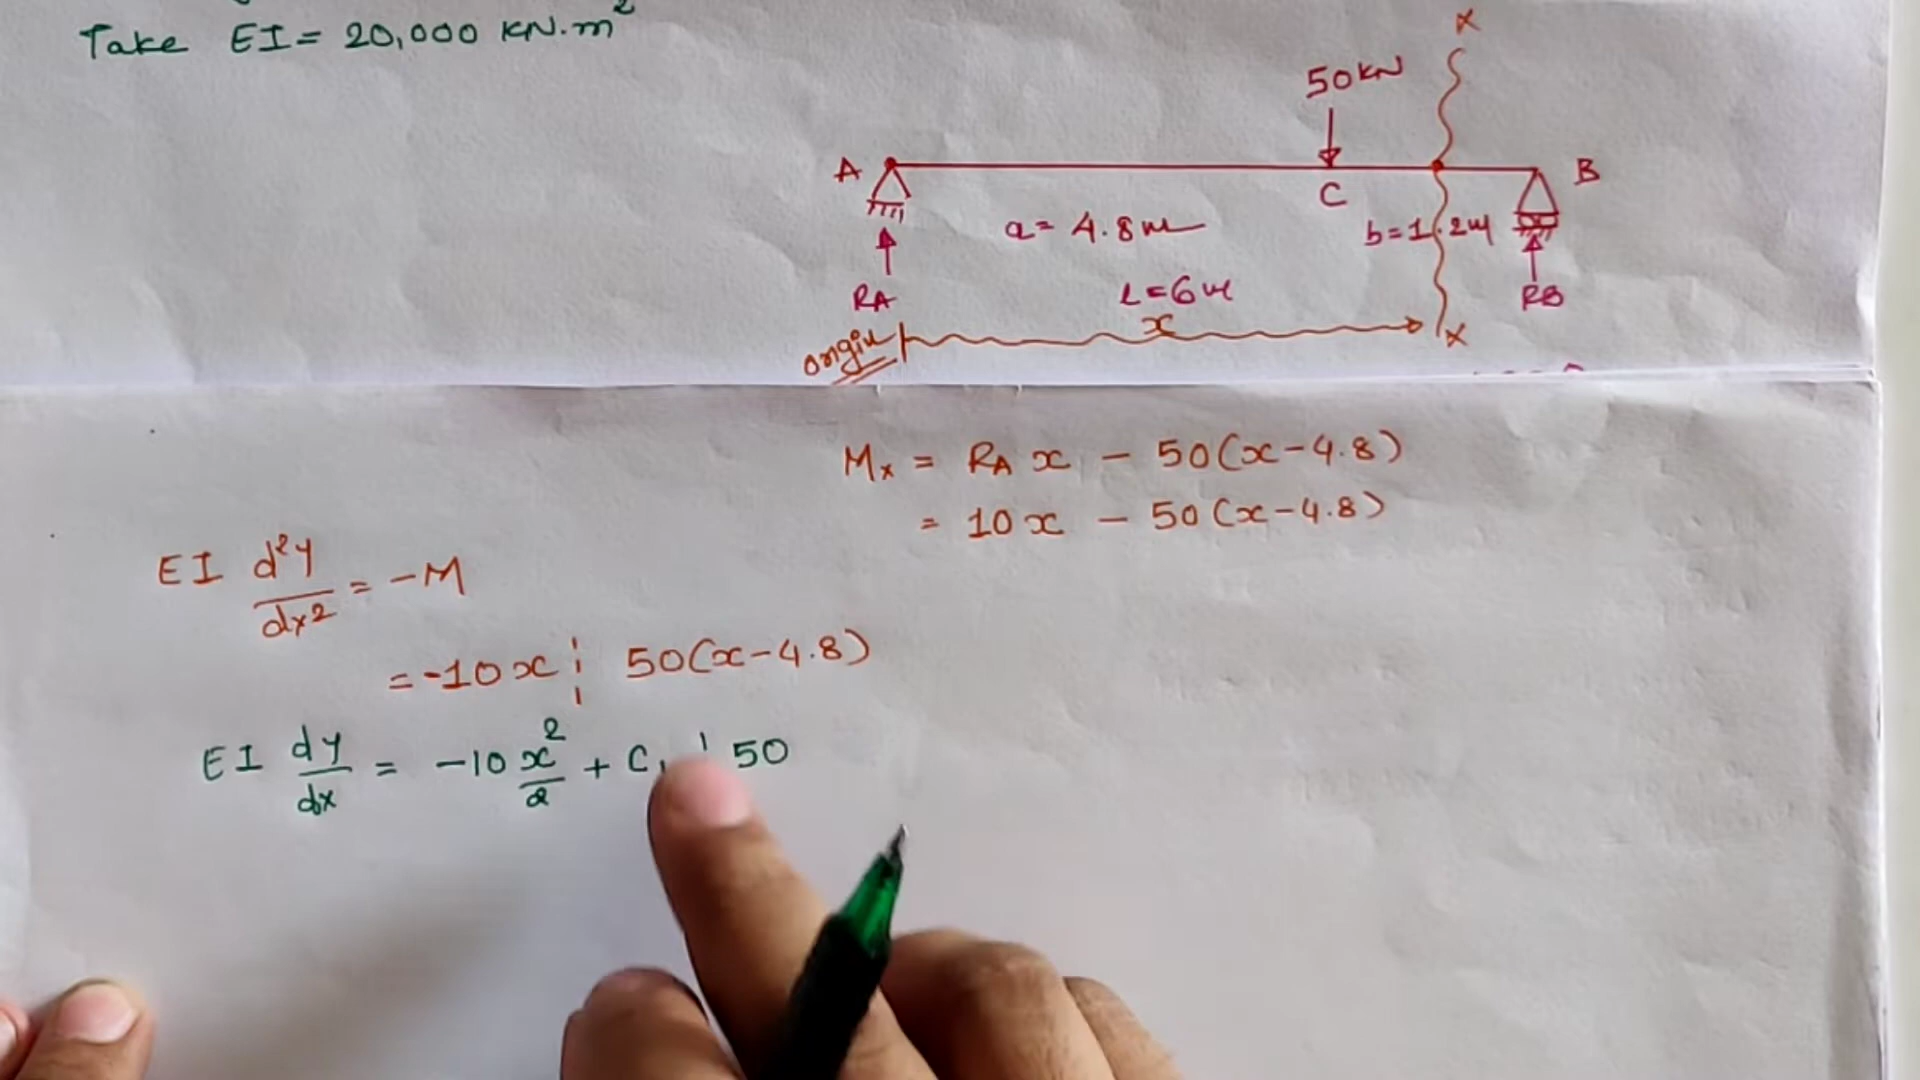 Take EI = 20,000 KN.m²
x
50 KN
A
B
C
a = 4.8m
b = 1.2m
RA
L = 6m
RB
x
origin
x
Mx = RA x - 50(x-4.8)
= 10x - 50(x-4.8)
EI d²y/dx² = -M
= -10x ¦ 50(x-4.8)
EI dy/dx = -10 x²/2 + C₁ ¦ 50